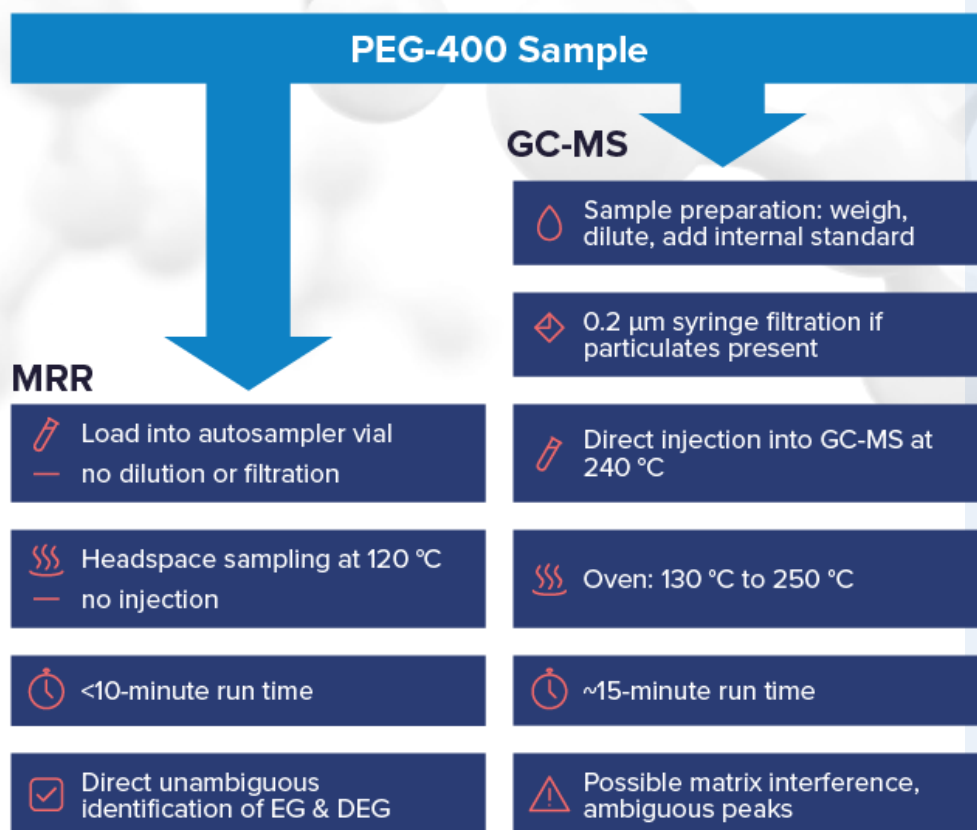 PEG-400 Sample
MRR
Load into autosampler vial
no dilution or filtration
Headspace sampling at 120 °C
no injection
<10-minute run time
Direct unambiguous
identification of EG & DEG
GC-MS
Sample preparation: weigh,
dilute, add internal standard
0.2 µm syringe filtration if
particulates present
Direct injection into GC-MS at
240 °C
Oven: 130 °C to 250 °C
~15-minute run time
Possible matrix interference,
ambiguous peaks